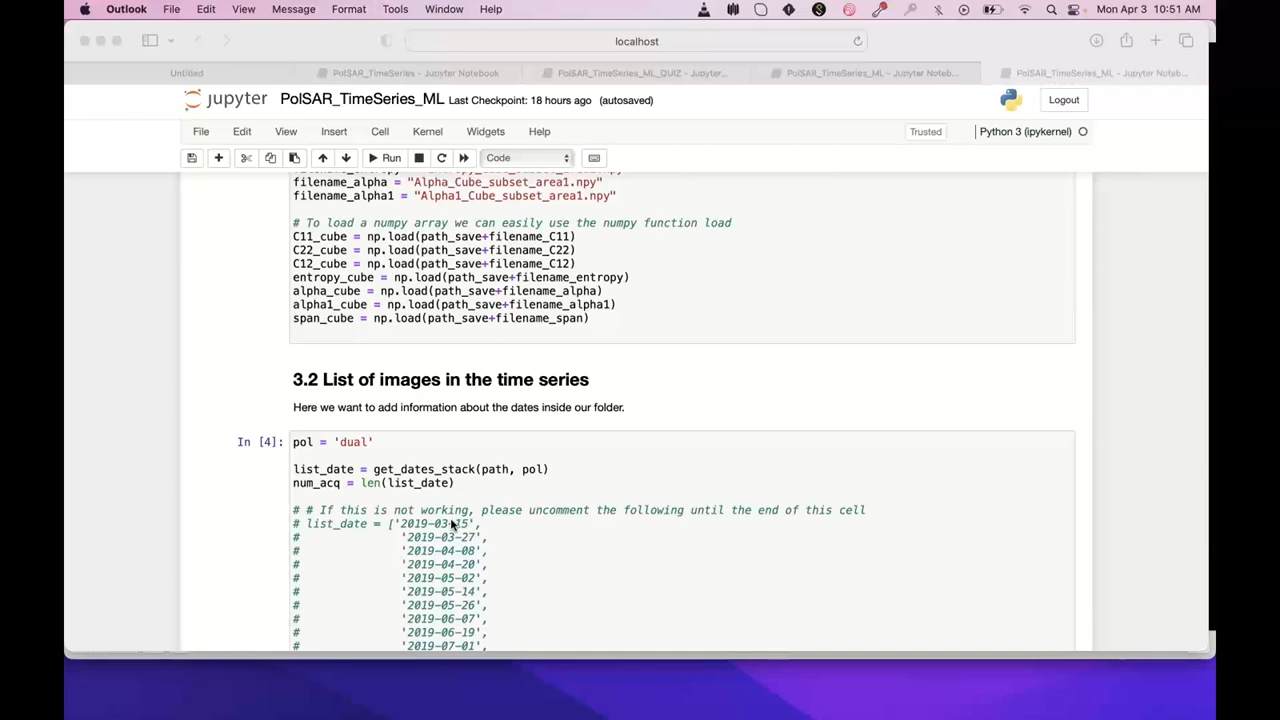 Outlook File Edit View Message Format Tools Window Help Mon Apr 3 10:51 AM
localhost
Untitled PolSAR_TimeSeries - Jupyter Notebook PolSAR_TimeSeries_ML_QUIZ - Jupyter... PolSAR_TimeSeries_ML - Jupyter Noteb... PolSAR_TimeSeries_ML - Jupyter Noteb...
jupyter PolSAR_TimeSeries_ML Last Checkpoint: 18 hours ago (autosaved) Logout
File Edit View Insert Cell Kernel Widgets Help Trusted Python 3 (ipykernel)
Run Code
filename_alpha = "Alpha_Cube_subset_area1.npy"
filename_alpha1 = "Alpha1_Cube_subset_area1.npy"
# To load a numpy array we can easily use the numpy function load
C11_cube = np.load(path_save+filename_C11)
C22_cube = np.load(path_save+filename_C22)
C12_cube = np.load(path_save+filename_C12)
entropy_cube = np.load(path_save+filename_entropy)
alpha_cube = np.load(path_save+filename_alpha)
alpha1_cube = np.load(path_save+filename_alpha1)
span_cube = np.load(path_save+filename_span)
3.2 List of images in the time series
Here we want to add information about the dates inside our folder.
In [4]: pol = 'dual'
list_date = get_dates_stack(path, pol)
num_acq = len(list_date)
# # If this is not working, please uncomment the following until the end of this cell
# list_date = ['2019-03-15',
# '2019-03-27',
# '2019-04-08',
# '2019-04-20',
# '2019-05-02',
# '2019-05-14',
# '2019-05-26',
# '2019-06-07',
# '2019-06-19',
# '2019-07-01',